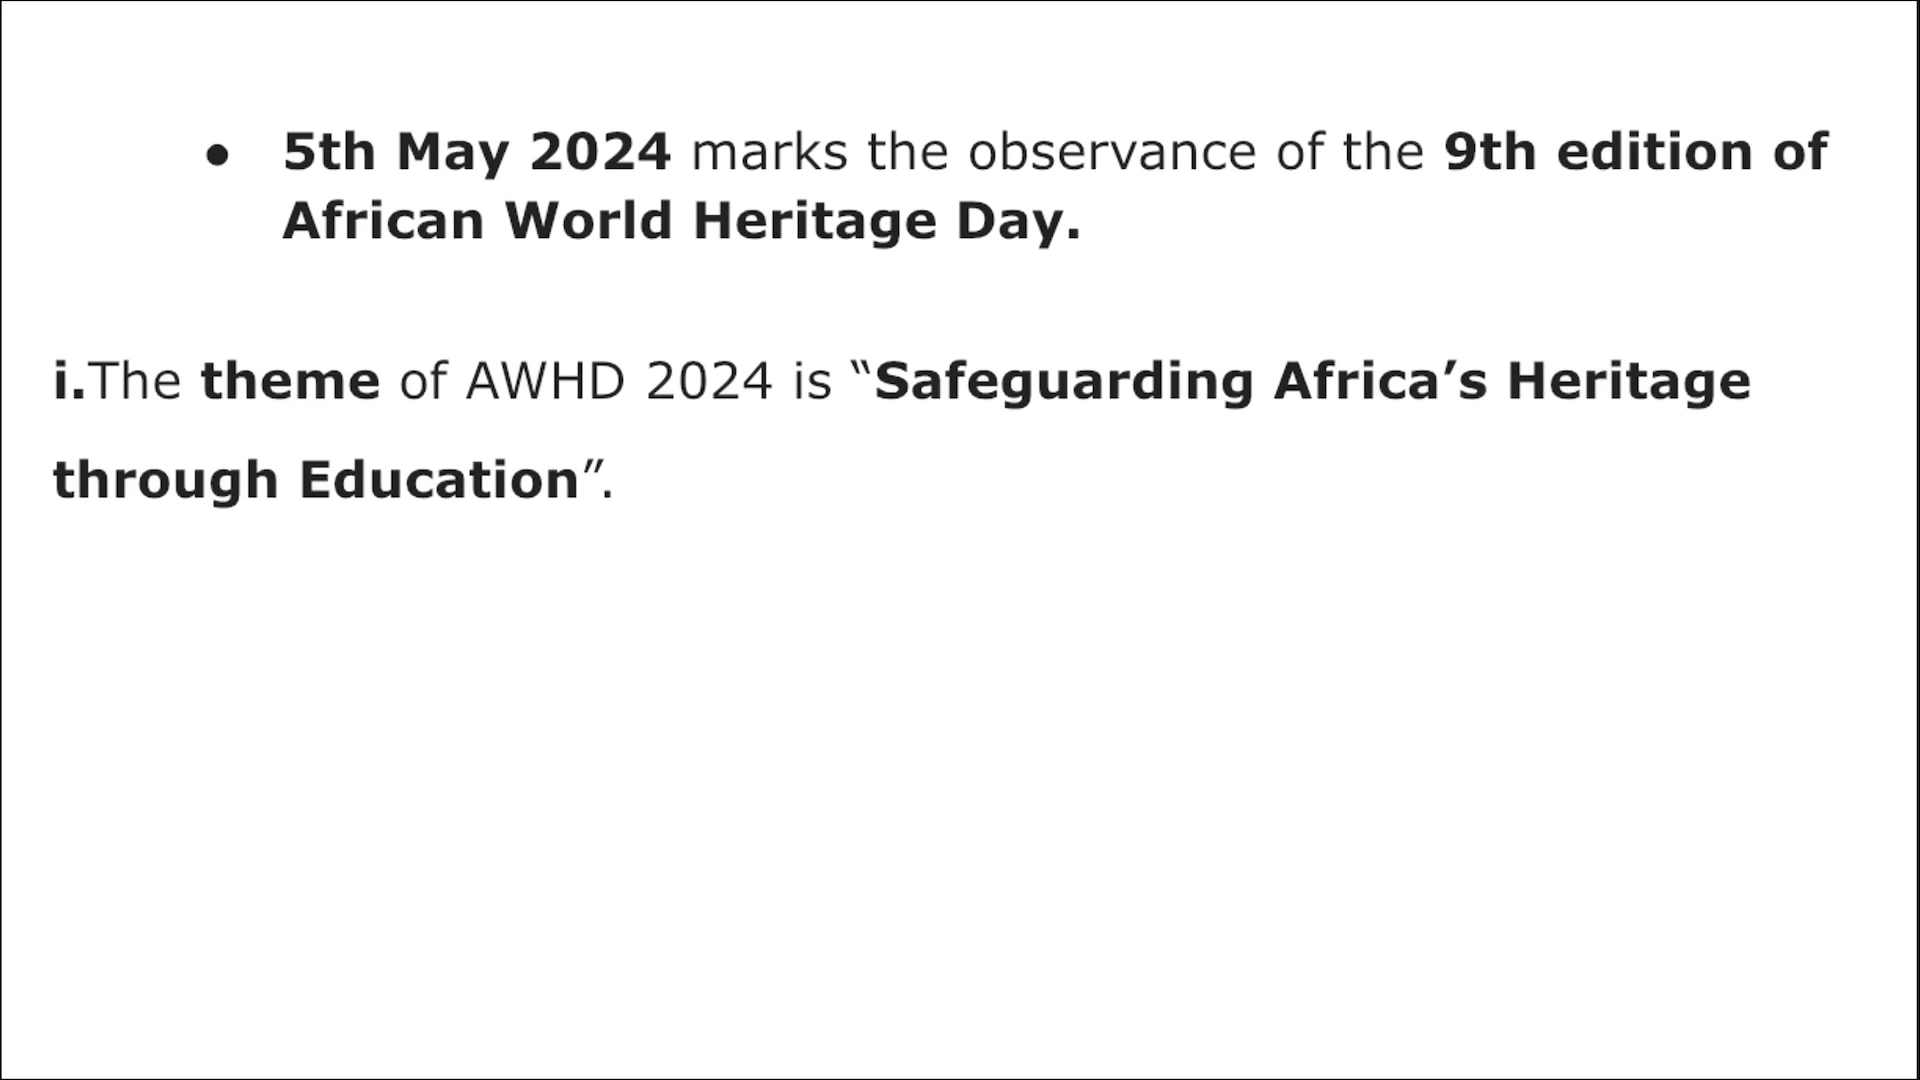 ● 5th May 2024 marks the observance of the 9th edition of
African World Heritage Day.
i.The theme of AWHD 2024 is “Safeguarding Africa’s Heritage
through Education”.